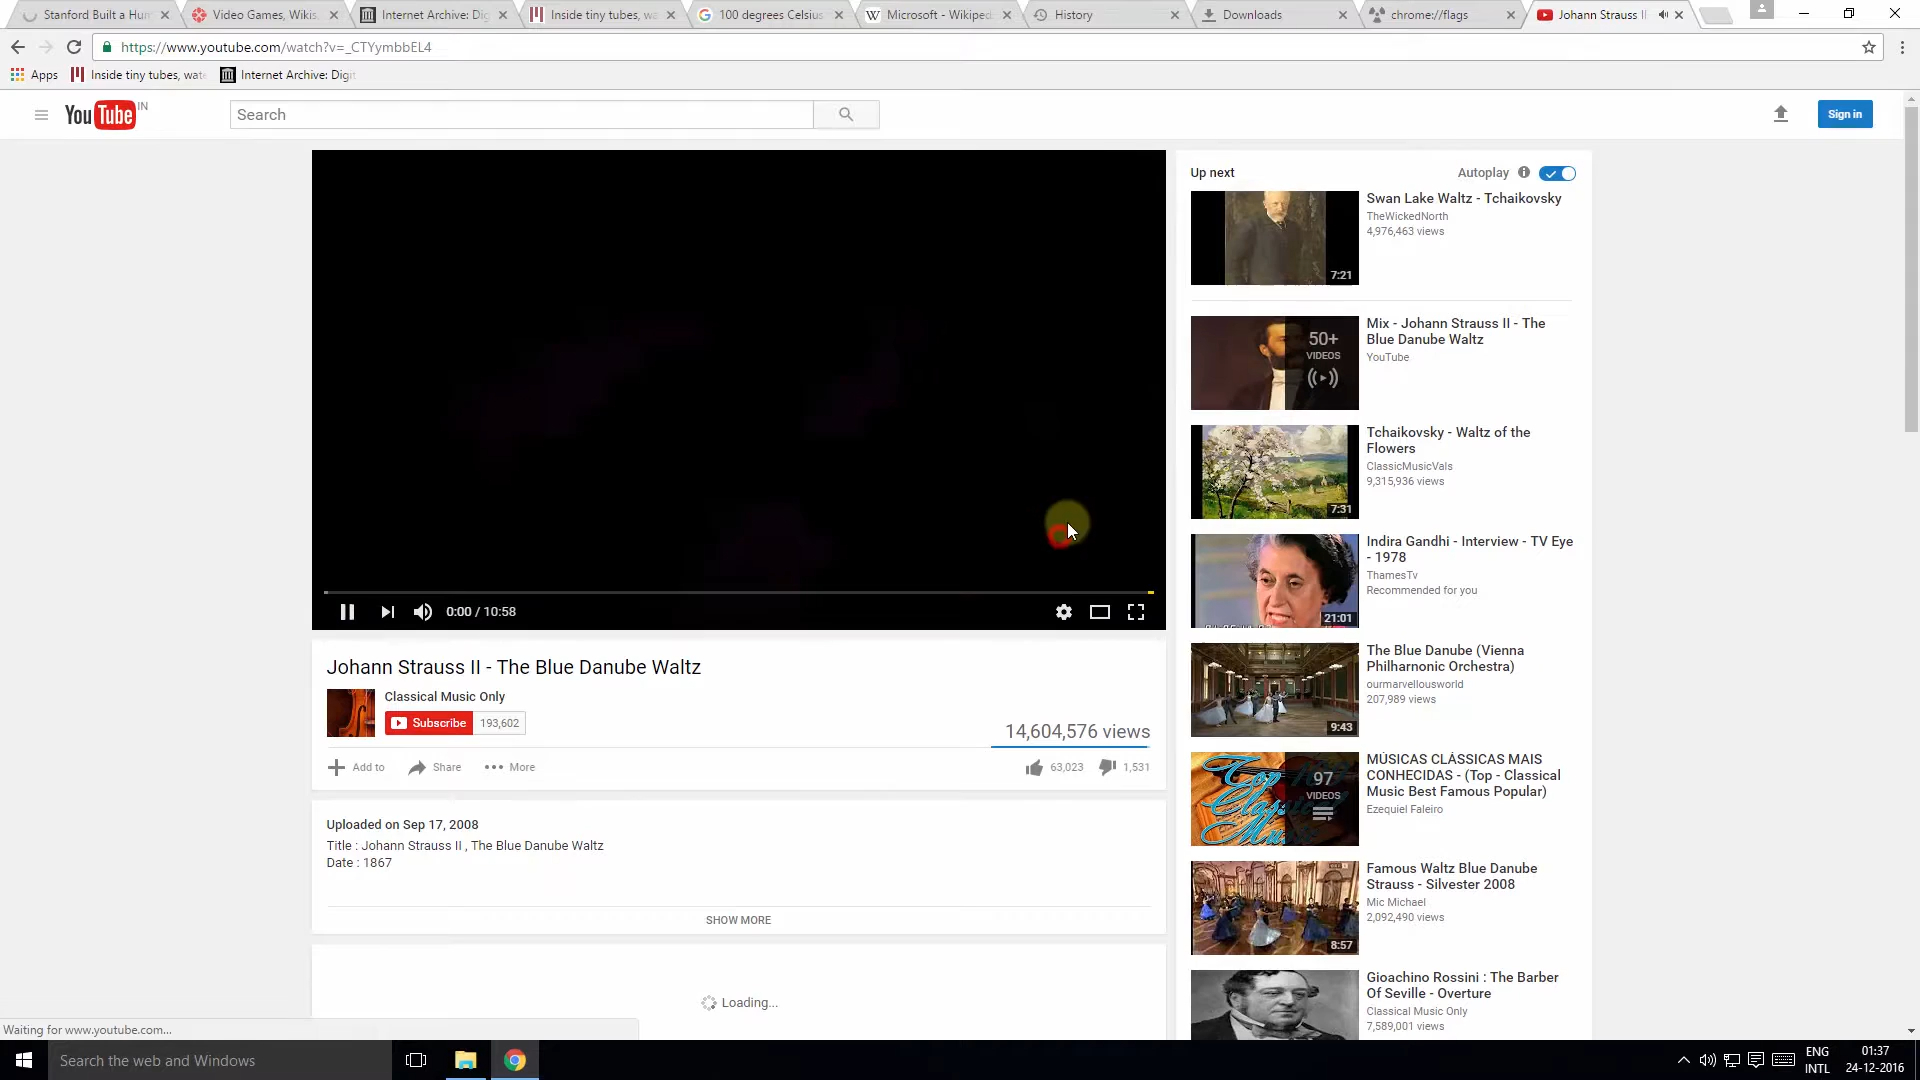 Stanford Built a Hum
Video Games, Wikis,
Internet Archive: Dig
Inside tiny tubes, wa
100 degrees Celsius
Microsoft - Wikiped
History
Downloads
chrome://flags
Johann Strauss II
https://www.youtube.com/watch?v=_CTYymbbEL4
Apps
Inside tiny tubes, wate
Internet Archive: Digit
YouTube IN
Search
Sign in
Up next
Autoplay
Swan Lake Waltz - Tchaikovsky
TheWickedNorth
4,976,463 views
7:21
Mix - Johann Strauss II - The
Blue Danube Waltz
YouTube
50+
VIDEOS
Tchaikovsky - Waltz of the
Flowers
ClassicMusicVals
9,315,936 views
7:31
Indira Gandhi - Interview - TV Eye
- 1978
ThamesTv
Recommended for you
21:01
The Blue Danube (Vienna
Philharmonic Orchestra)
ourmarvellousworld
207,989 views
9:43
MÚSICAS CLÁSSICAS MAIS
CONHECIDAS - (Top - Classical
Music Best Famous Popular)
Ezequiel Faleiro
97
VIDEOS
Top
Classical
Famous Waltz Blue Danube
Strauss - Silvester 2008
Mic Michael
2,092,490 views
8:57
Gioachino Rossini : The Barber
Of Seville - Overture
Classical Music Only
7,589,001 views
0:00 / 10:58
Johann Strauss II - The Blue Danube Waltz
Classical Music Only
Subscribe
193,602
14,604,576 views
Add to
Share
More
63,023
1,531
Uploaded on Sep 17, 2008
Title : Johann Strauss II , The Blue Danube Waltz
Date : 1867
SHOW MORE
Loading...
Waiting for www.youtube.com...
Search the web and Windows
ENG
INTL
01:37
24-12-2016